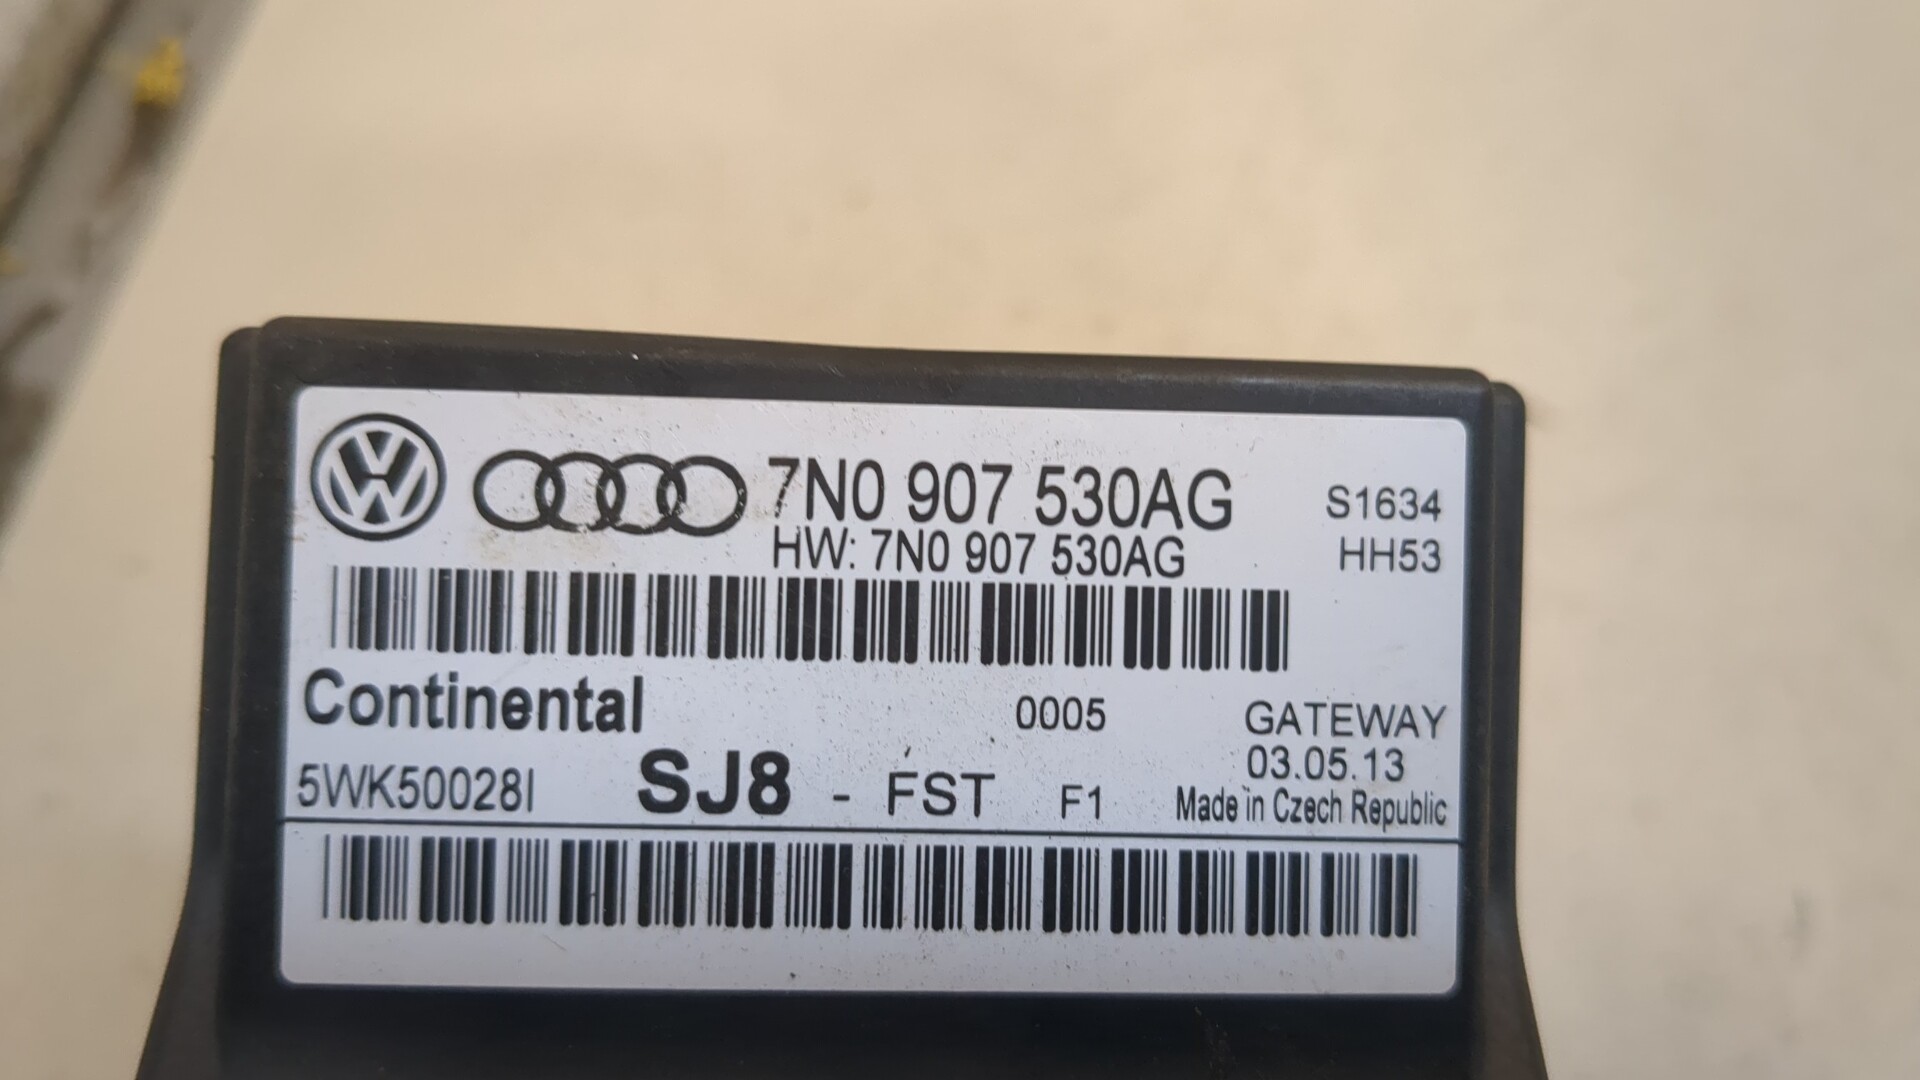 7N0 907 530AG
S1634
HW: 7N0 907 530AG
HH53
Continental
0005
GATEWAY
03.05.13
5WK50028I
SJ8 - FST F1
Made in Czech Republic